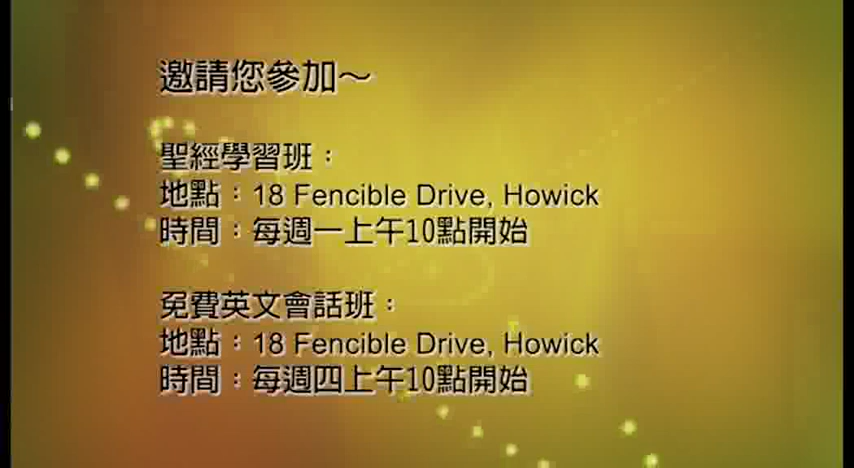 邀請您參加～
聖經學習班：
地點：18 Fencible Drive, Howick
時間：每週一上午10點開始
免費英文會話班：
地點：18 Fencible Drive, Howick
時間：每週四上午10點開始